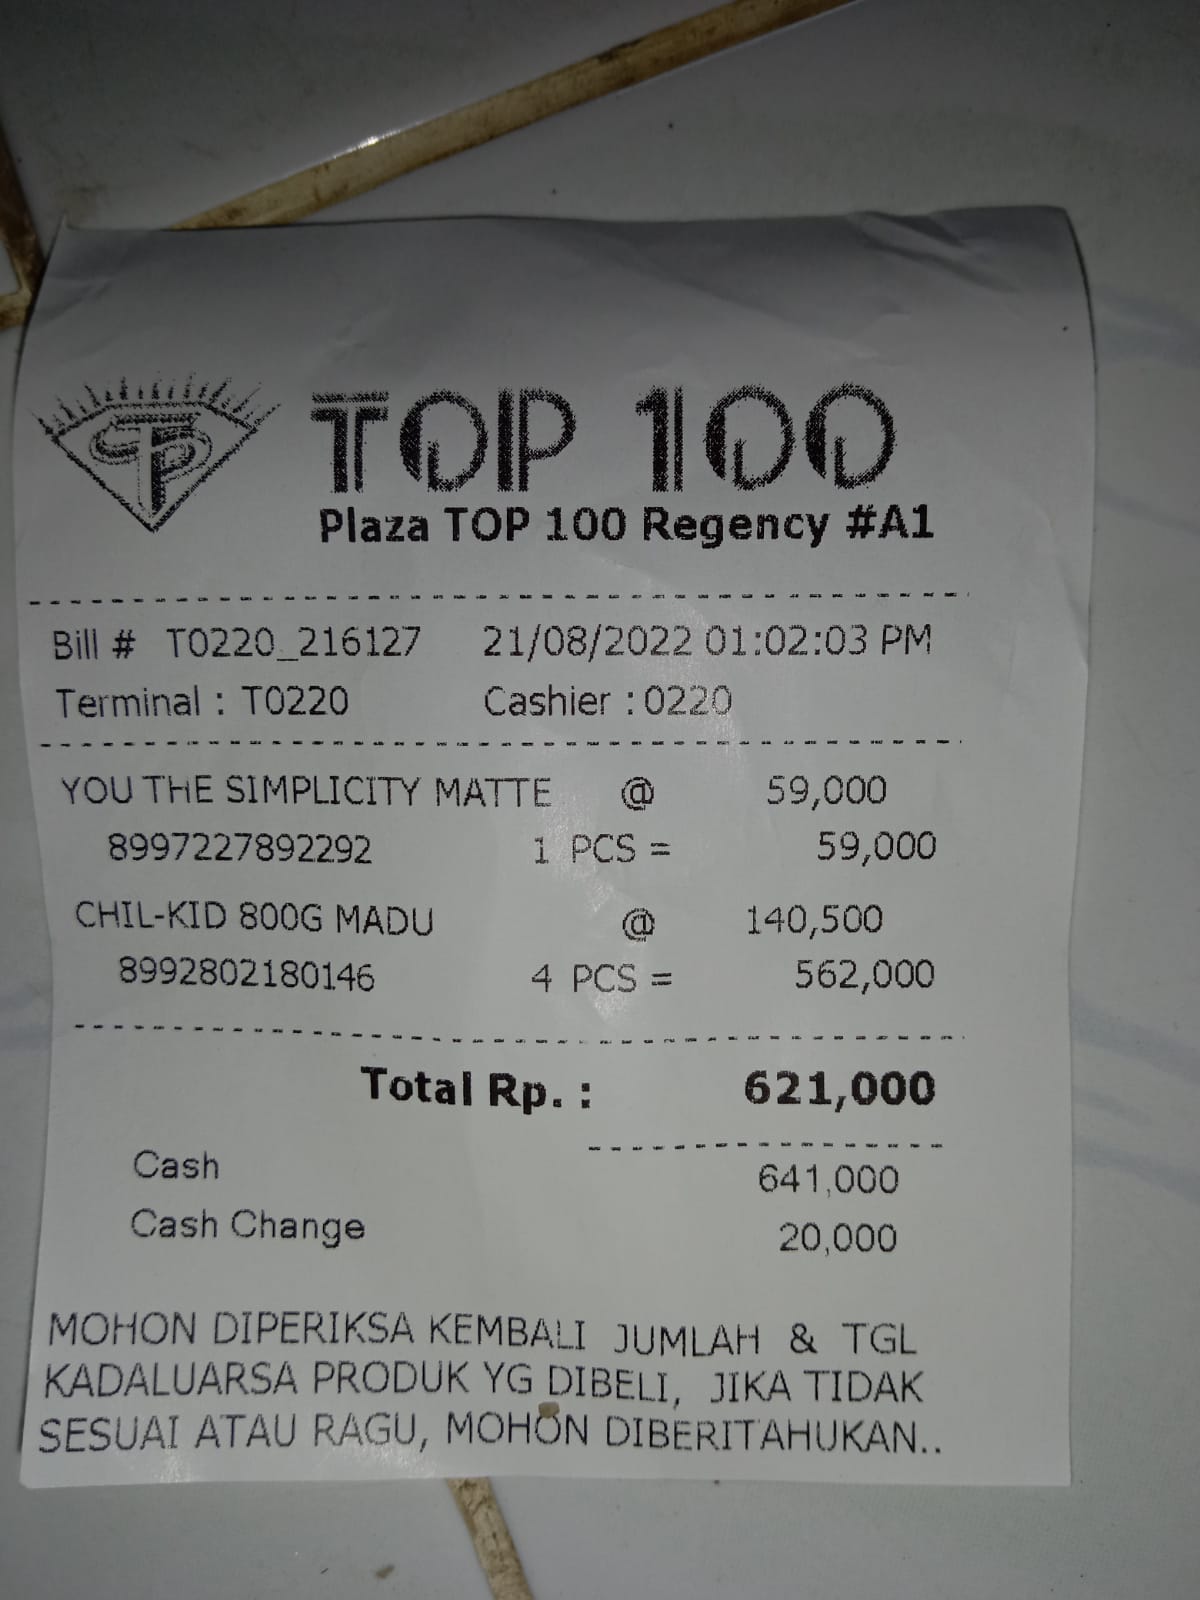 TP TOP 100
Plaza TOP 100 Regency #A1
Bill # T0220_216127 21/08/2022 01:02:03 PM
Terminal : T0220 Cashier : 0220
YOU THE SIMPLICITY MATTE @ 59,000
8997227892292 1 PCS = 59,000
CHIL-KID 800G MADU @ 140,500
8992802180146 4 PCS = 562,000
Total Rp. : 621,000
Cash 641,000
Cash Change 20,000
MOHON DIPERIKSA KEMBALI JUMLAH & TGL
KADALUARSA PRODUK YG DIBELI, JIKA TIDAK
SESUAI ATAU RAGU, MOHON DIBERITAHUKAN..